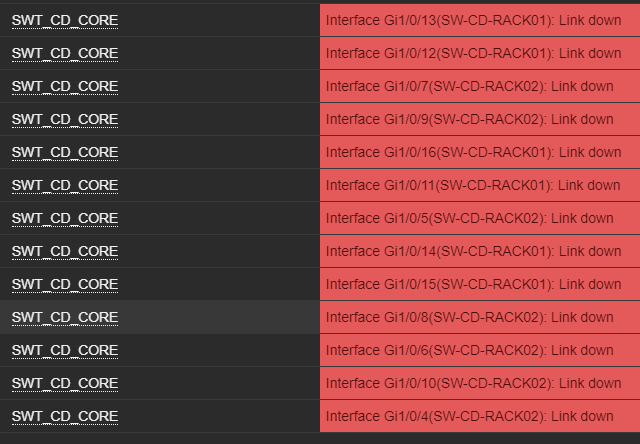 SWT_CD_CORE Interface Gi1/0/13(SW-CD-RACK01): Link down
SWT_CD_CORE Interface Gi1/0/12(SW-CD-RACK01): Link down
SWT_CD_CORE Interface Gi1/0/7(SW-CD-RACK02): Link down
SWT_CD_CORE Interface Gi1/0/9(SW-CD-RACK02): Link down
SWT_CD_CORE Interface Gi1/0/16(SW-CD-RACK01): Link down
SWT_CD_CORE Interface Gi1/0/11(SW-CD-RACK01): Link down
SWT_CD_CORE Interface Gi1/0/5(SW-CD-RACK02): Link down
SWT_CD_CORE Interface Gi1/0/14(SW-CD-RACK01): Link down
SWT_CD_CORE Interface Gi1/0/15(SW-CD-RACK01): Link down
SWT_CD_CORE Interface Gi1/0/8(SW-CD-RACK02): Link down
SWT_CD_CORE Interface Gi1/0/6(SW-CD-RACK02): Link down
SWT_CD_CORE Interface Gi1/0/10(SW-CD-RACK02): Link down
SWT_CD_CORE Interface Gi1/0/4(SW-CD-RACK02): Link down